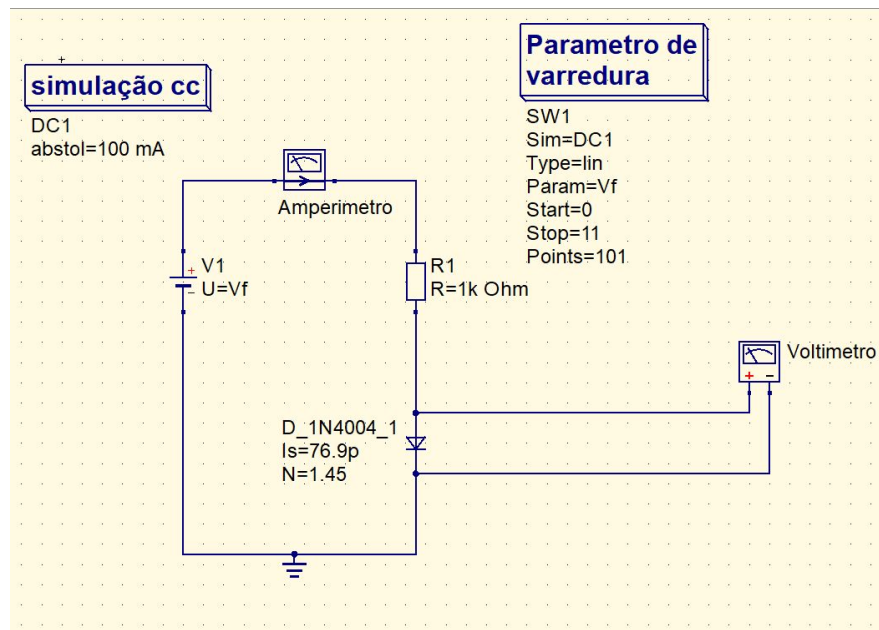 simulação cc
DC1
abstol=100 mA
Parametro de
varredura
SW1
Sim=DC1
Type=lin
Param=Vf
Start=0
Stop=11
Points=101
Amperimetro
+
V1
-
U=Vf
R1
R=1k Ohm
Voltimetro
+ -
D_1N4004_1
Is=76.9p
N=1.45